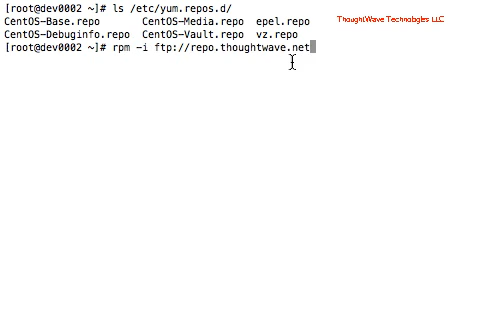 [root@dev0002 ~]# ls /etc/yum.repos.d/
ThoughtWave Technologies LLC
CentOS-Base.repo CentOS-Media.repo epel.repo
CentOS-Debuginfo.repo CentOS-Vault.repo vz.repo
[root@dev0002 ~]# rpm -i ftp://repo.thoughtwave.net